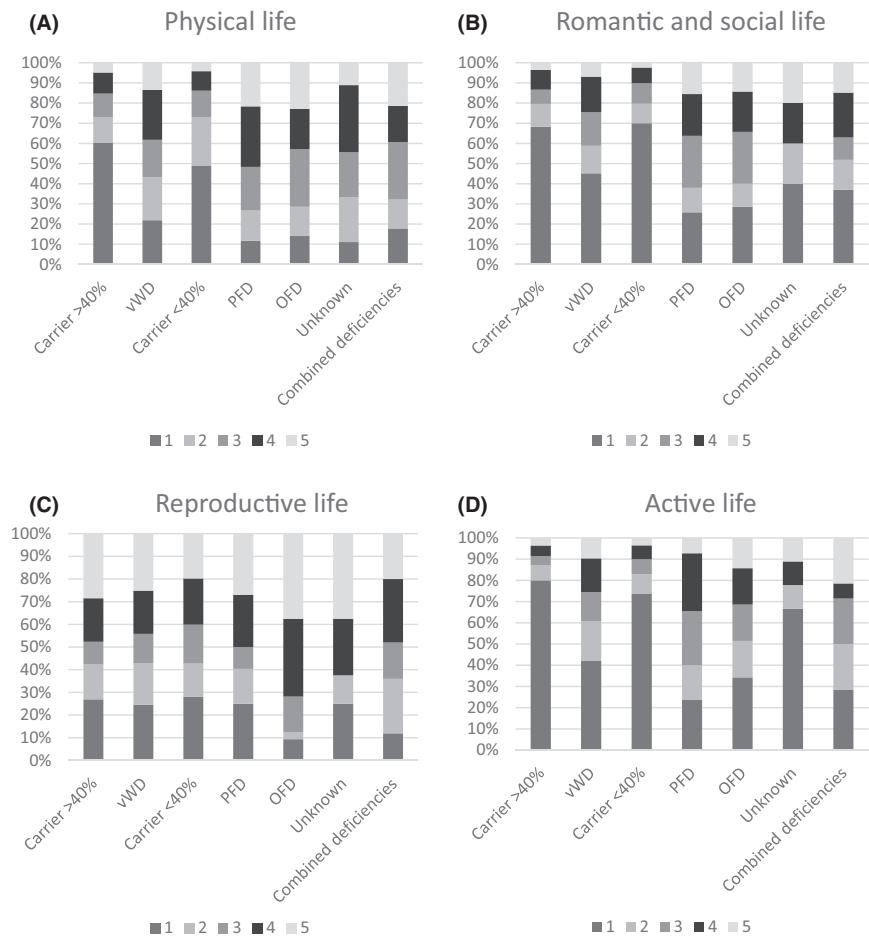 (A) Physical life
100%
90%
80%
70%
60%
50%
40%
30%
20%
10%
0%
Carrier >40%
vWD
Carrier <40%
PFD
OFD
Unknown
Combined deficiencies
1 2 3 4 5
(B) Romantic and social life
100%
90%
80%
70%
60%
50%
40%
30%
20%
10%
0%
Carrier >40%
vWD
Carrier <40%
PFD
OFD
Unknown
Combined deficiencies
1 2 3 4 5
(C) Reproductive life
100%
90%
80%
70%
60%
50%
40%
30%
20%
10%
0%
Carrier >40%
vWD
Carrier <40%
PFD
OFD
Unknown
Combined deficiencies
1 2 3 4 5
(D) Active life
100%
90%
80%
70%
60%
50%
40%
30%
20%
10%
0%
Carrier >40%
vWD
Carrier <40%
PFD
OFD
Unknown
Combined deficiencies
1 2 3 4 5